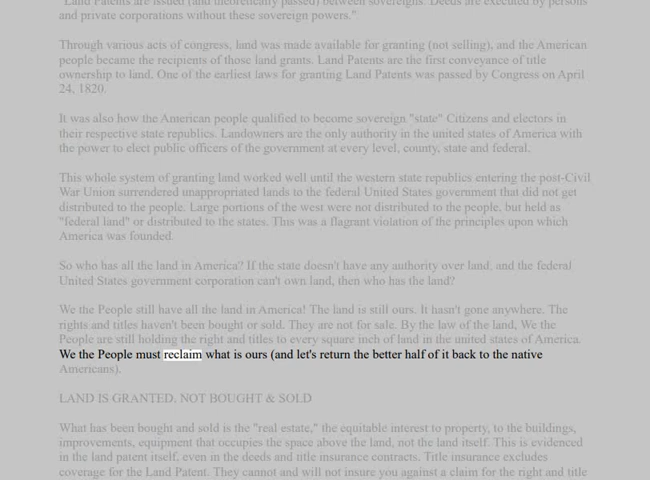 "Land Patents are issued (and theoretically passed) between sovereigns. Deeds are executed by persons
and private corporations without these sovereign powers."
Through various acts of congress, land was made available for granting (not selling), and the American
people became the recipients of those land grants. Land Patents are the first conveyance of title
ownership to land. One of the earliest laws for granting Land Patents was passed by Congress on April
24, 1820.
It was also how the American people qualified to become sovereign "state" Citizens and electors in
their respective state republics. Landowners are the only authority in the united states of America with
the power to elect public officers of the government at every level, county, state and federal.
This whole system of granting land worked well until the western state republics entering the post-Civil
War Union surrendered unappropriated lands to the federal United States government that did not get
distributed to the people. Large portions of the west were not distributed to the people, but held as
"federal land" or distributed to the states. This was a flagrant violation of the principles upon which
America was founded.
So who has all the land in America? If the state doesn't have any authority over land, and the federal
United States government corporation can't own land, then who has the land?
We the People still have all the land in America! The land is still ours. It hasn't gone anywhere. The
rights and titles haven't been bought or sold. They are not for sale. By the law of the land, We the
People are still holding the right and titles to every square inch of land in the united states of America.
We the People must reclaim what is ours (and let's return the better half of it back to the native
Americans).
LAND IS GRANTED, NOT BOUGHT & SOLD
What has been bought and sold is the "real estate," the equitable interest to property, to the buildings,
improvements, equipment that occupies the space above the land, not the land itself. This is evidenced
in the land patent itself, even in the deeds and title insurance contracts. Title insurance excludes
coverage for the Land Patent. They cannot and will not insure you against a claim for the right and title